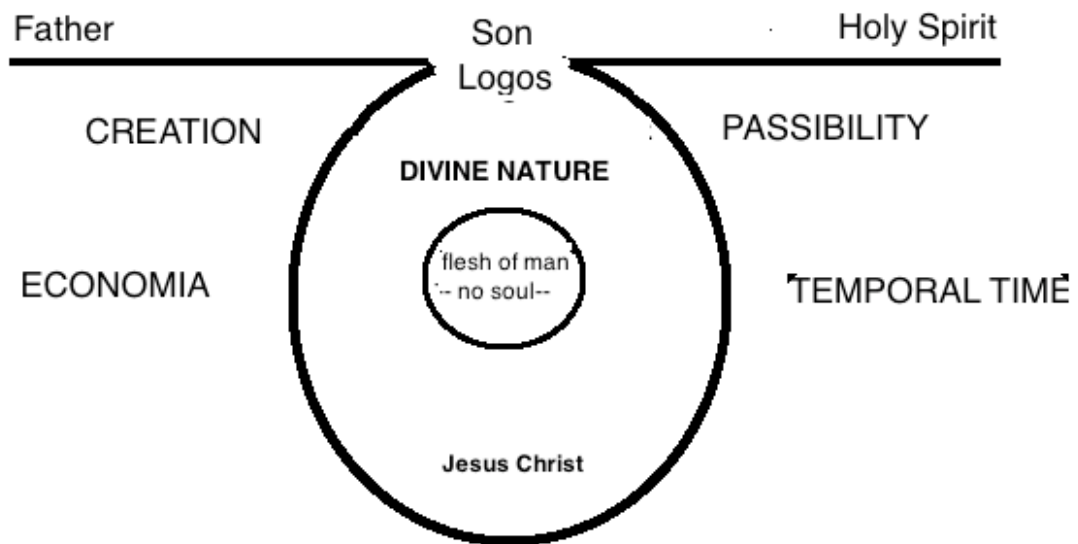 Father
Son
Holy Spirit
Logos
CREATION
PASSIBILITY
DIVINE NATURE
flesh of man
-- no soul--
ECONOMIA
TEMPORAL TIME
Jesus Christ